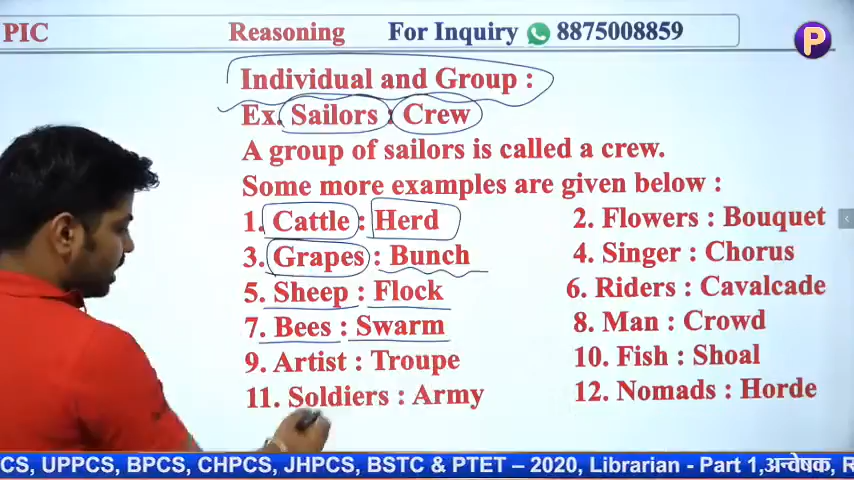 PIC Reasoning For Inquiry 8875008859
P
Individual and Group :
Ex. Sailors : Crew
A group of sailors is called a crew.
Some more examples are given below :
1. Cattle : Herd 2. Flowers : Bouquet
3. Grapes : Bunch 4. Singer : Chorus
5. Sheep : Flock 6. Riders : Cavalcade
7. Bees : Swarm 8. Man : Crowd
9. Artist : Troupe 10. Fish : Shoal
11. Soldiers : Army 12. Nomads : Horde
CS, UPPCS, BPCS, CHPCS, JHPCS, BSTC & PTET – 2020, Librarian - Part 1,अन्वेषक, R